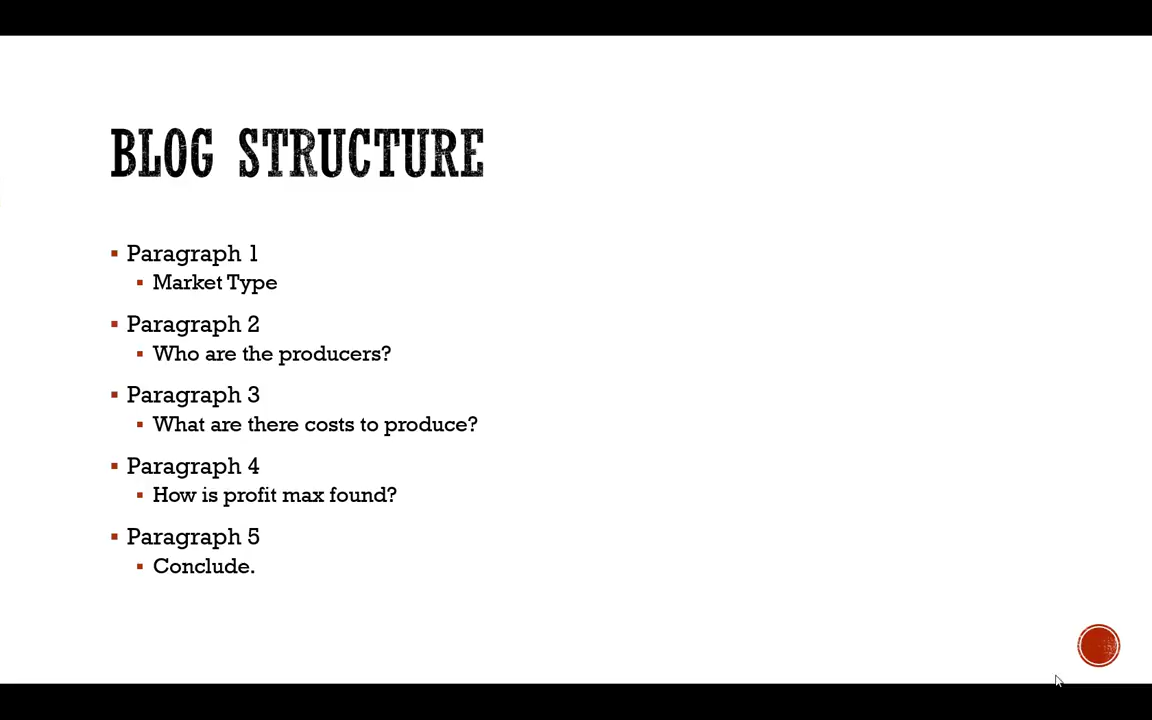 BLOG STRUCTURE
Paragraph 1
Market Type
Paragraph 2
Who are the producers?
Paragraph 3
What are there costs to produce?
Paragraph 4
How is profit max found?
Paragraph 5
Conclude.